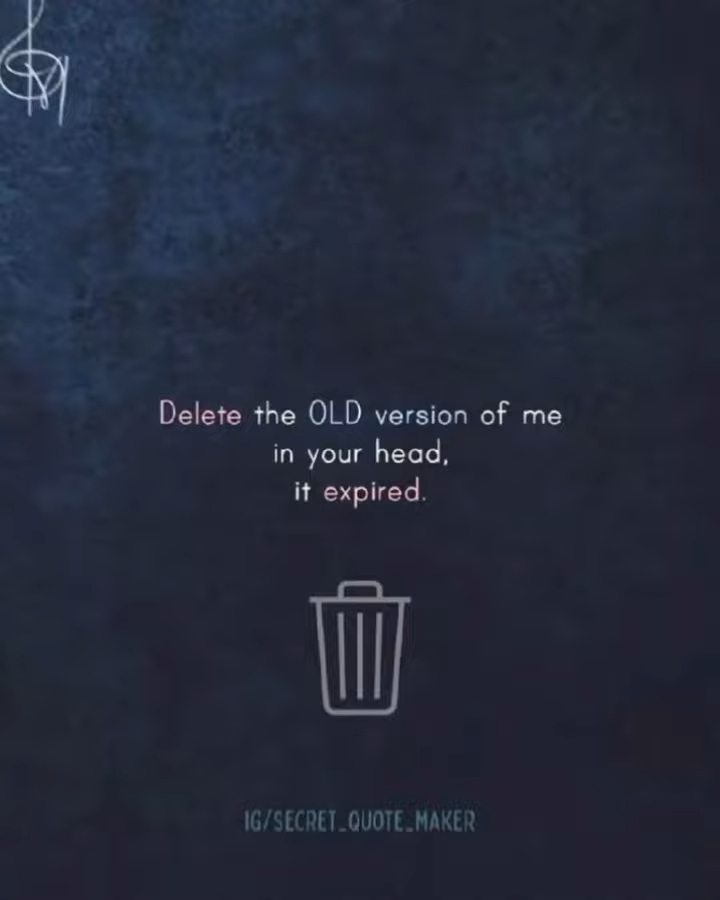 Delete the OLD version of me
in your head,
it expired.
IG/SECRET_QUOTE_MAKER